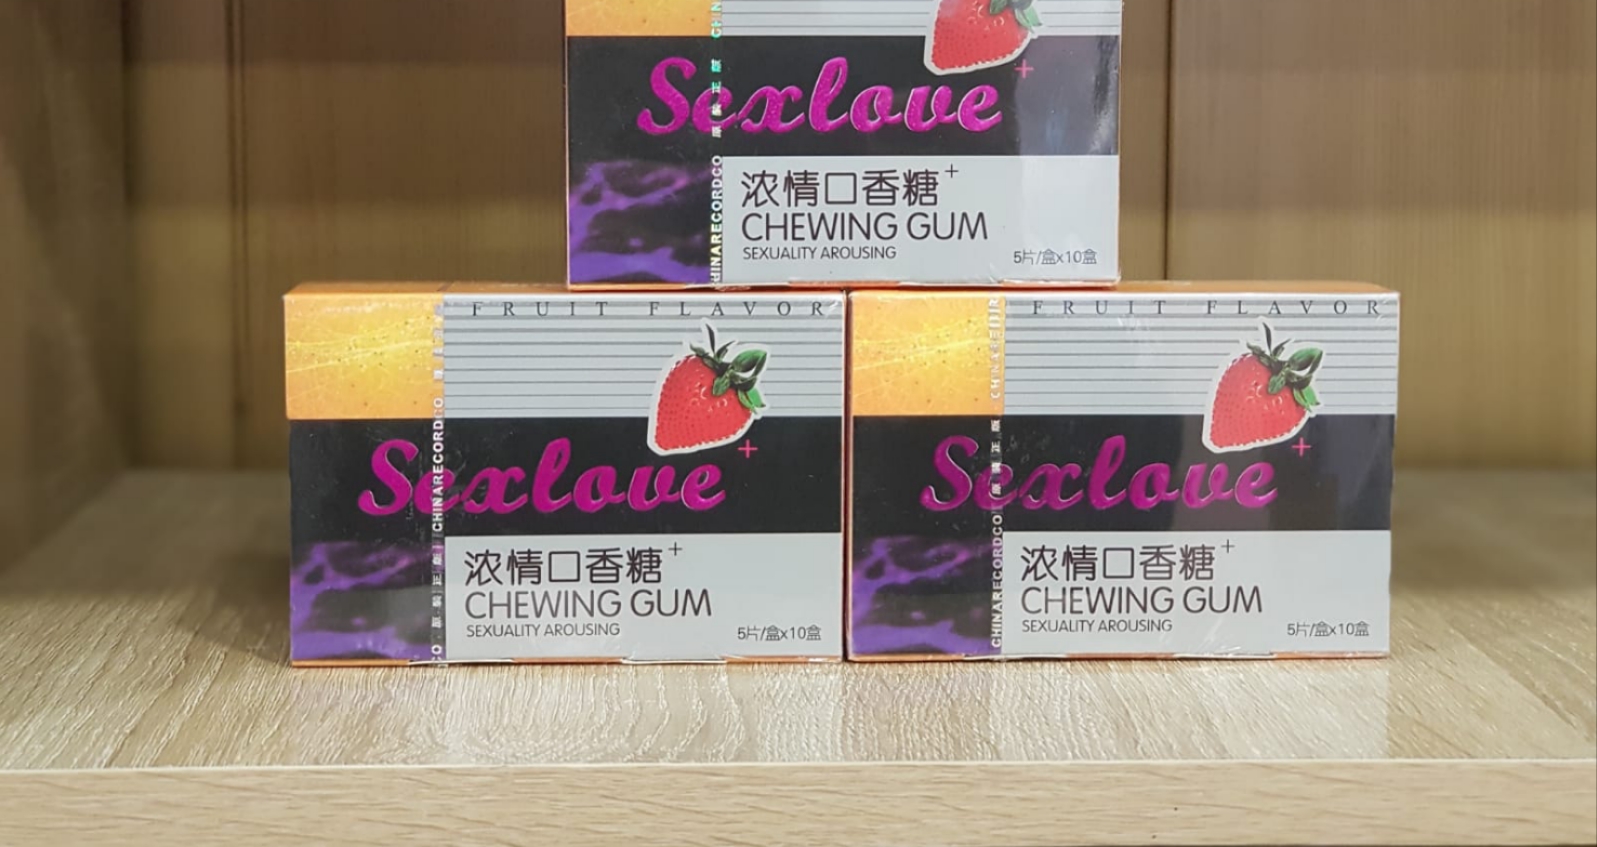 Sexlove+
浓情口香糖+
CHEWING GUM
SEXUALITY AROUSING
5片/盒x10盒
CHINARECORDCO
FRUIT FLAVOR
Sexlove+
浓情口香糖+
CHEWING GUM
SEXUALITY AROUSING
5片/盒x10盒
CHINARECORDCO
FRUIT FLAVOR
Sexlove+
浓情口香糖+
CHEWING GUM
SEXUALITY AROUSING
5片/盒x10盒
CHINARECORDCO